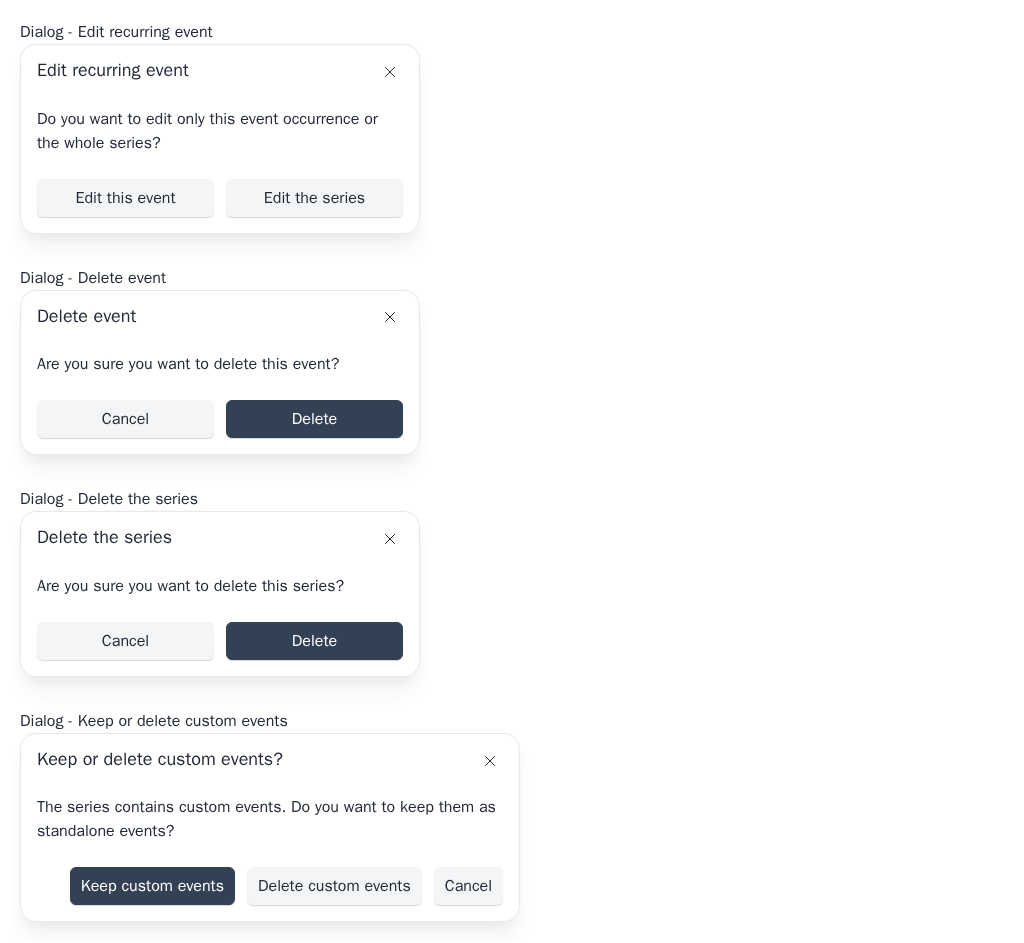 Dialog - Edit recurring event
Edit recurring event
Do you want to edit only this event occurrence or
the whole series?
Edit this event
Edit the series
Dialog - Delete event
Delete event
Are you sure you want to delete this event?
Cancel
Delete
Dialog - Delete the series
Delete the series
Are you sure you want to delete this series?
Cancel
Delete
Dialog - Keep or delete custom events
Keep or delete custom events?
The series contains custom events. Do you want to keep them as
standalone events?
Keep custom events
Delete custom events
Cancel